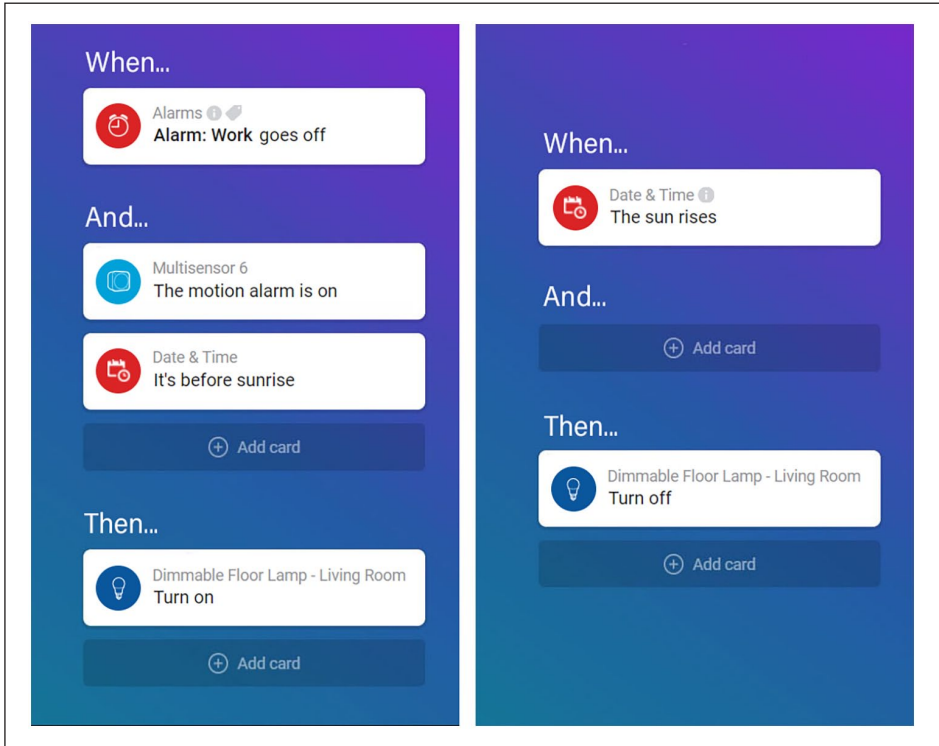 When...
Alarms
Alarm: Work goes off
And...
Multisensor 6
The motion alarm is on
Date & Time
It's before sunrise
Add card
Then...
Dimmable Floor Lamp - Living Room
Turn on
Add card
When...
Date & Time
The sun rises
And...
Add card
Then...
Dimmable Floor Lamp - Living Room
Turn off
Add card